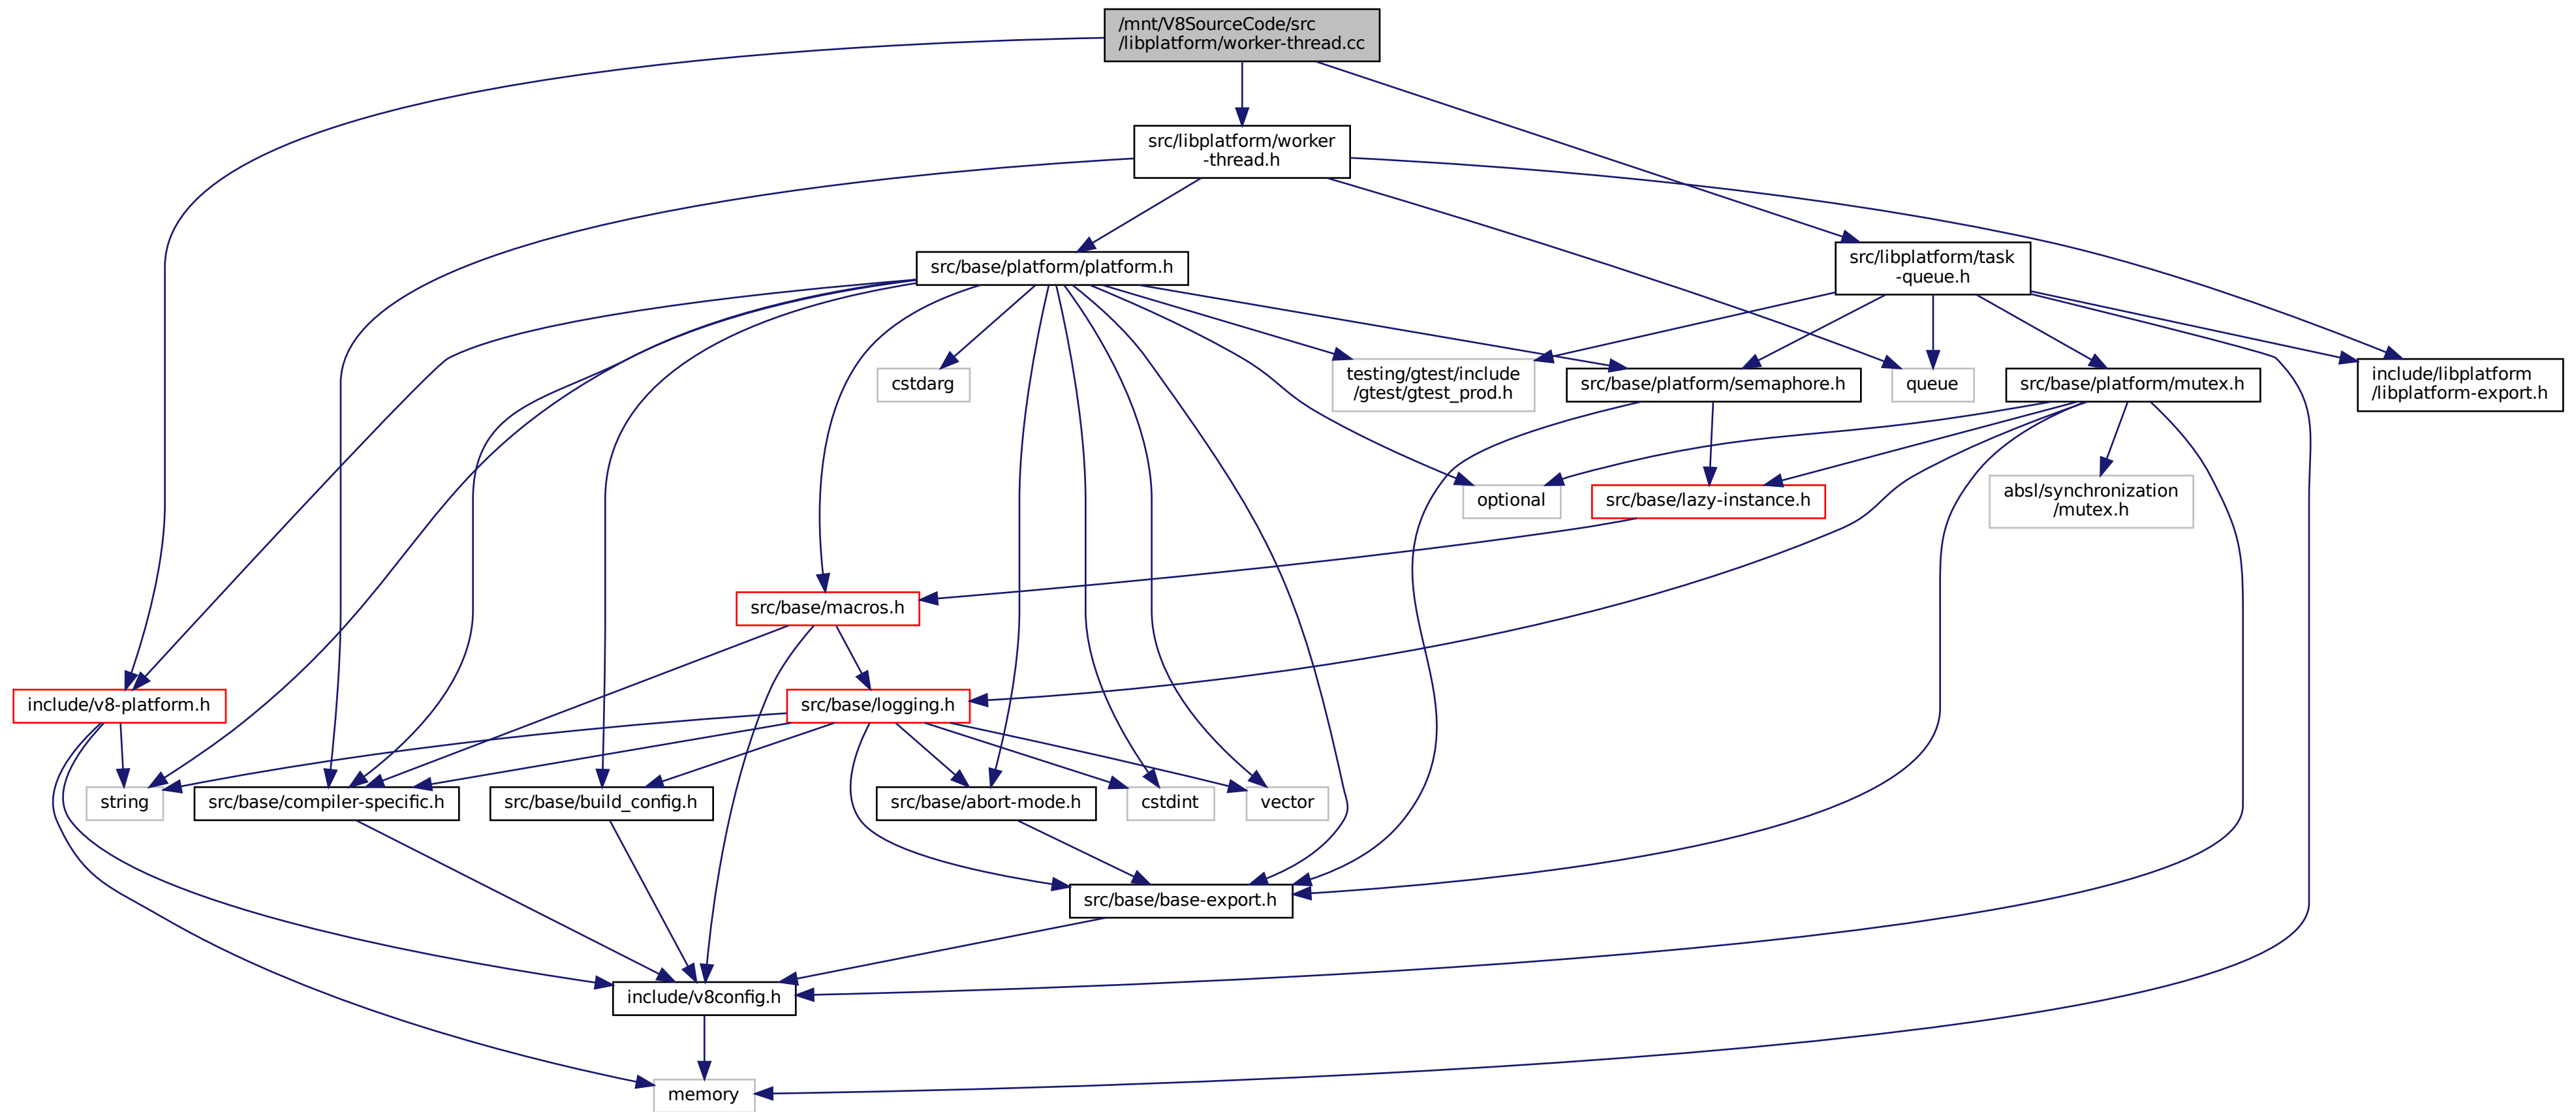 /mnt/V8SourceCode/src
/libplatform/worker-thread.cc
src/libplatform/worker
-thread.h
src/base/platform/platform.h
src/libplatform/task
-queue.h
cstdarg
testing/gtest/include
/gtest/gtest_prod.h
src/base/platform/semaphore.h
queue
src/base/platform/mutex.h
include/libplatform
/libplatform-export.h
optional
src/base/lazy-instance.h
absl/synchronization
/mutex.h
src/base/macros.h
include/v8-platform.h
src/base/logging.h
string
src/base/compiler-specific.h
src/base/build_config.h
src/base/abort-mode.h
cstdint
vector
src/base/base-export.h
include/v8config.h
memory